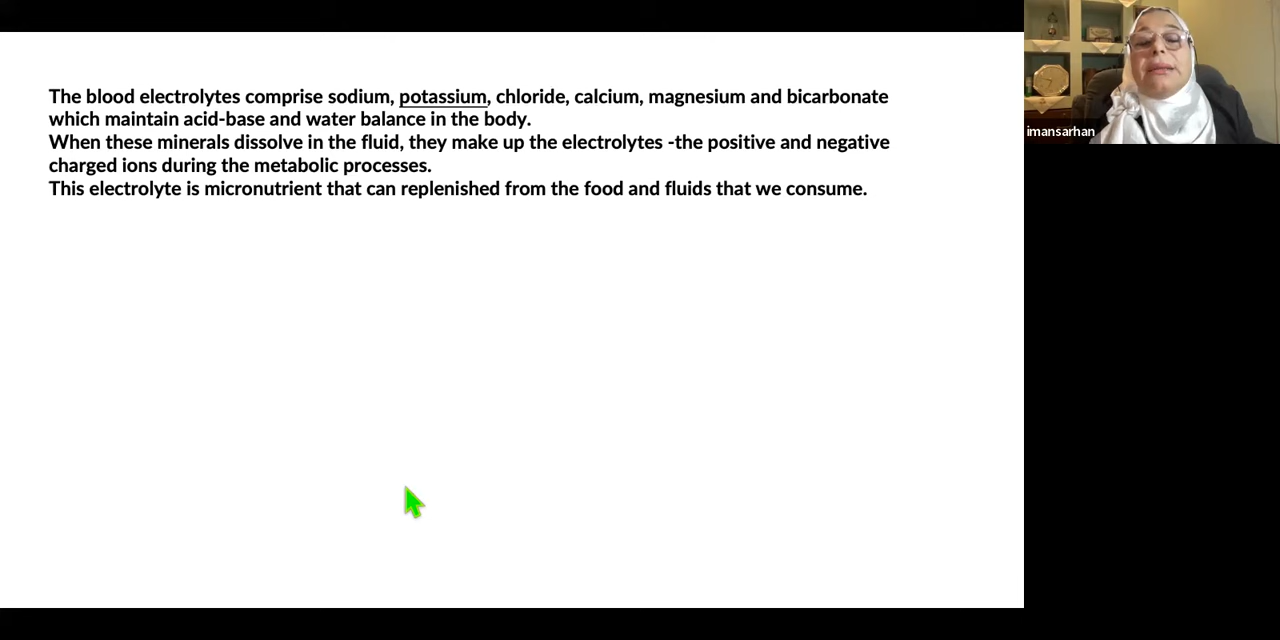 The blood electrolytes comprise sodium, potassium, chloride, calcium, magnesium and bicarbonate
which maintain acid-base and water balance in the body.
When these minerals dissolve in the fluid, they make up the electrolytes -the positive and negative
charged ions during the metabolic processes.
This electrolyte is micronutrient that can replenished from the food and fluids that we consume.
imansarhan